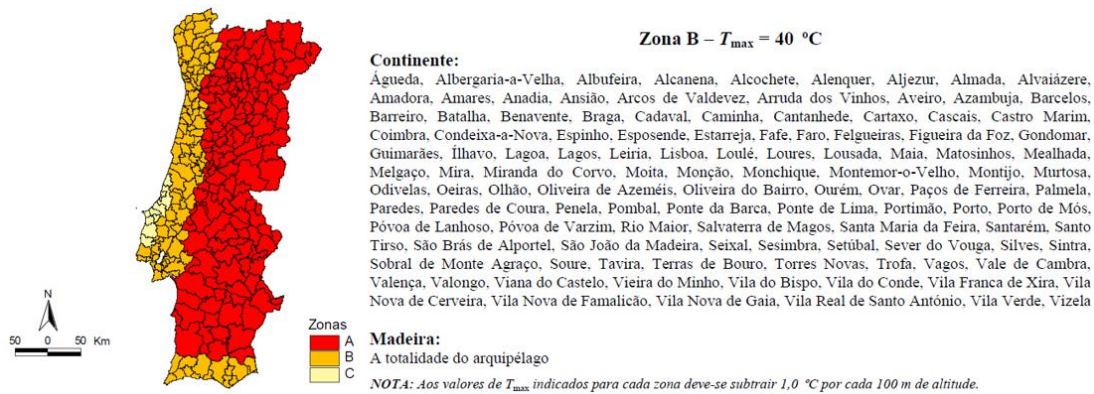 N
50 0 50 Km
Zonas
A
B
C
Zona B – Tmax = 40 ºC
Continente:
Águeda, Albergaria-a-Velha, Albufeira, Alcanena, Alcochete, Alenquer, Aljezur, Almada, Alvaiázere,
Amadora, Amares, Anadia, Ansião, Arcos de Valdevez, Arruda dos Vinhos, Aveiro, Azambuja, Barcelos,
Barreiro, Batalha, Benavente, Braga, Cadaval, Caminha, Cantanhede, Cartaxo, Cascais, Castro Marim,
Coimbra, Condeixa-a-Nova, Espinho, Esposende, Estarreja, Fafe, Faro, Felgueiras, Figueira da Foz, Gondomar,
Guimarães, Ílhavo, Lagoa, Lagos, Leiria, Lisboa, Loulé, Loures, Lousada, Maia, Matosinhos, Mealhada,
Melgaço, Mira, Miranda do Corvo, Moita, Monção, Monchique, Montemor-o-Velho, Montijo, Murtosa,
Odivelas, Oeiras, Olhão, Oliveira de Azeméis, Oliveira do Bairro, Ourém, Ovar, Paços de Ferreira, Palmela,
Paredes, Paredes de Coura, Penela, Pombal, Ponte da Barca, Ponte de Lima, Portimão, Porto, Porto de Mós,
Póvoa de Lanhoso, Póvoa de Varzim, Rio Maior, Salvaterra de Magos, Santa Maria da Feira, Santarém, Santo
Tirso, São Brás de Alportel, São João da Madeira, Seixal, Sesimbra, Setúbal, Sever do Vouga, Silves, Sintra,
Sobral de Monte Agraço, Soure, Tavira, Terras de Bouro, Torres Novas, Trofa, Vagos, Vale de Cambra,
Valença, Valongo, Viana do Castelo, Vieira do Minho, Vila do Bispo, Vila do Conde, Vila Franca de Xira, Vila
Nova de Cerveira, Vila Nova de Famalicão, Vila Nova de Gaia, Vila Real de Santo António, Vila Verde, Vizela
Madeira:
A totalidade do arquipélago
NOTA: Aos valores de Tmax indicados para cada zona deve-se subtrair 1,0 ºC por cada 100 m de altitude.